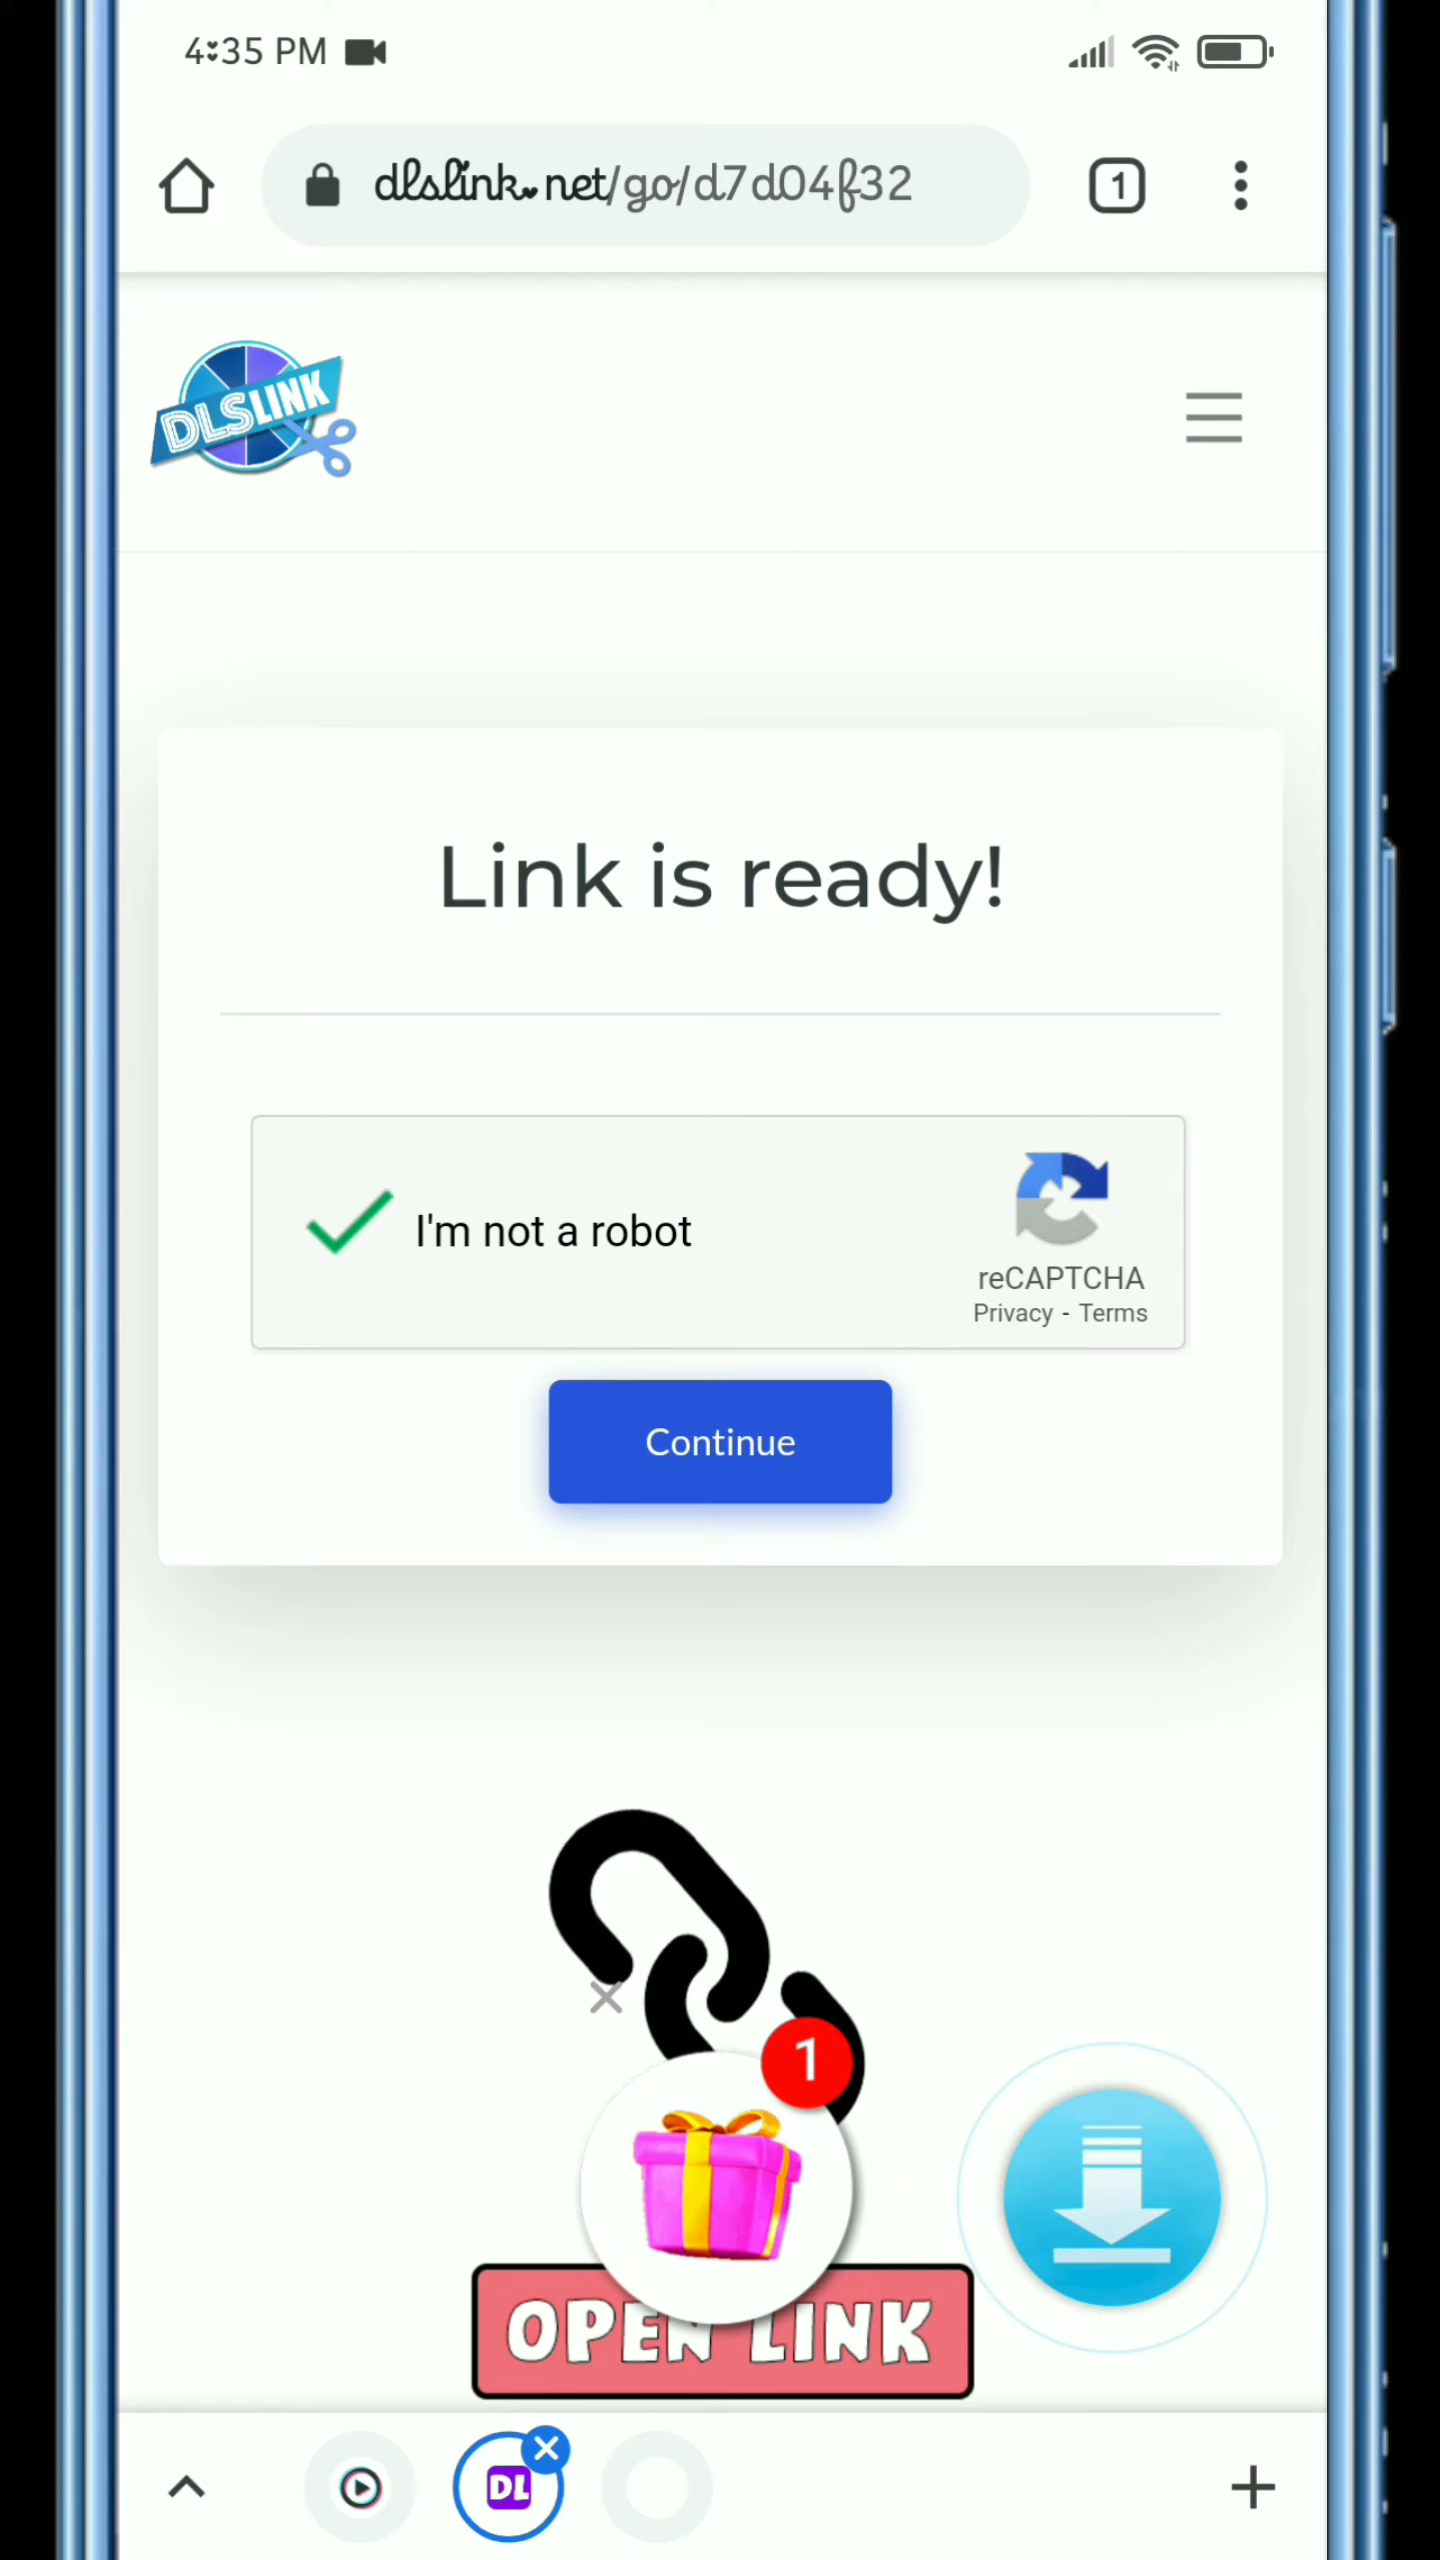 4:35 PM
dlslink.net/go/d7d04f32
1
DLSLINK
Link is ready!
I'm not a robot
reCAPTCHA
Privacy - Terms
Continue
1
OPEN LINK
DL